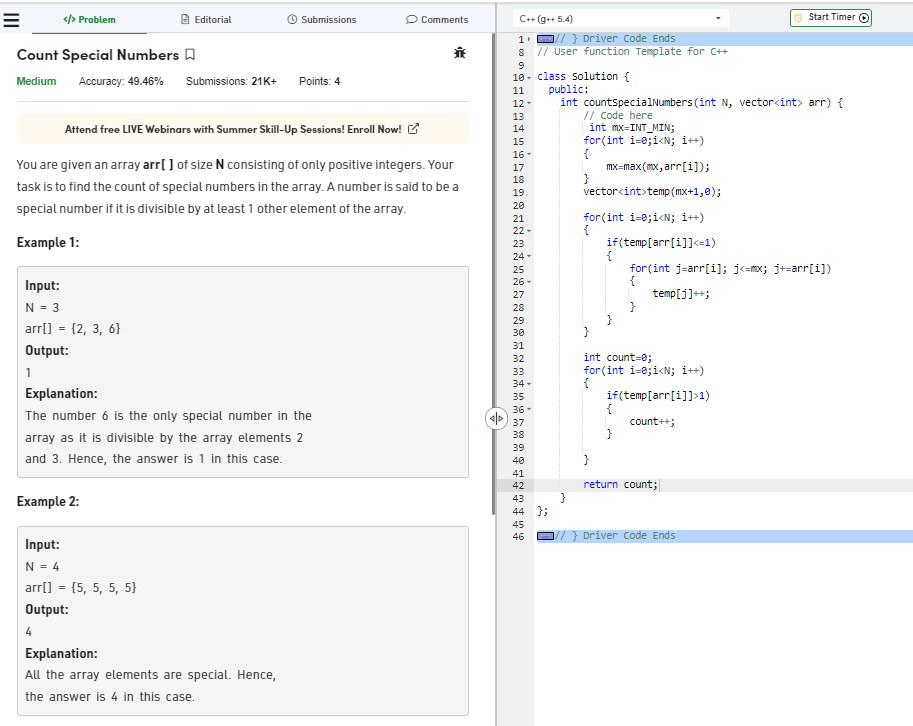 </> Problem
Editorial
Submissions
Comments
Count Special Numbers
Medium Accuracy: 49.46% Submissions: 21K+ Points: 4
Attend free LIVE Webinars with Summer Skill-Up Sessions! Enroll Now!
You are given an array arr[ ] of size N consisting of only positive integers. Your
task is to find the count of special numbers in the array. A number is said to be a
special number if it is divisible by at least 1 other element of the array.
Example 1:
Input:
N = 3
arr[] = {2, 3, 6}
Output:
1
Explanation:
The number 6 is the only special number in the
array as it is divisible by the array elements 2
and 3. Hence, the answer is 1 in this case.
Example 2:
Input:
N = 4
arr[] = {5, 5, 5, 5}
Output:
4
Explanation:
All the array elements are special. Hence,
the answer is 4 in this case.
C++ (g++ 5.4)
Start Timer
1 // } Driver Code Ends
8 // User function Template for C++
9
10 class Solution {
11 public:
12 int countSpecialNumbers(int N, vector<int> arr) {
13 // Code here
14 int mx=INT_MIN;
15 for(int i=0;i<N; i++)
16 {
17 mx=max(mx,arr[i]);
18 }
19 vector<int>temp(mx+1,0);
20
21 for(int i=0;i<N; i++)
22 {
23 if(temp[arr[i]]<=1)
24 {
25 for(int j=arr[i]; j<=mx; j+=arr[i])
26 {
27 temp[j]++;
28 }
29 }
30 }
31
32 int count=0;
33 for(int i=0;i<N; i++)
34 {
35 if(temp[arr[i]]>1)
36 {
37 count++;
38 }
39
40 }
41
42 return count;
43 }
44 };
45
46 // } Driver Code Ends